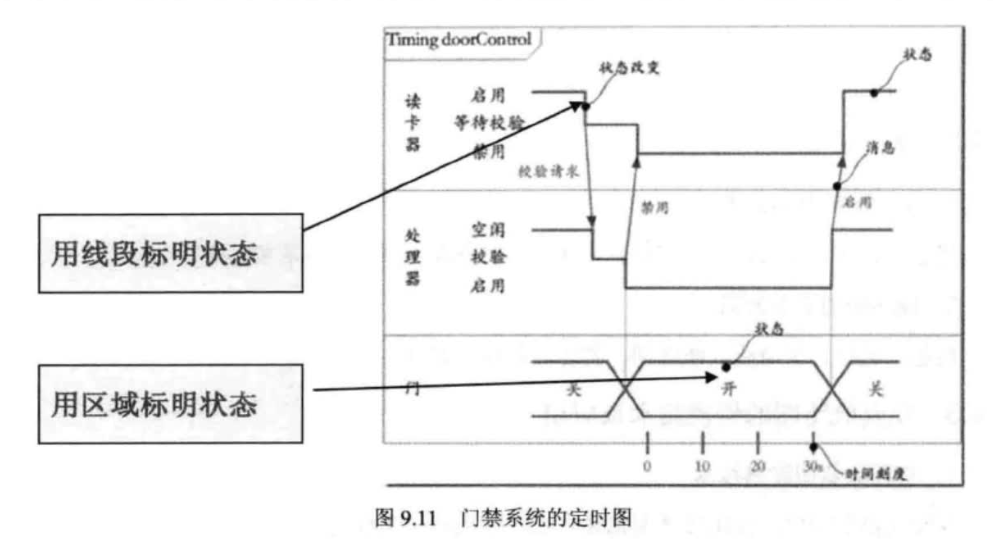 Timing doorControl
状态改变
状态
读卡器
启用
等待校验
禁用
消息
校验请求
禁用
启用
用线段标明状态
处理器
空闲
校验
启用
状态
用区域标明状态
门
关
开
关
0 10 20 30s
时间刻度
图 9.11 门禁系统的定时图